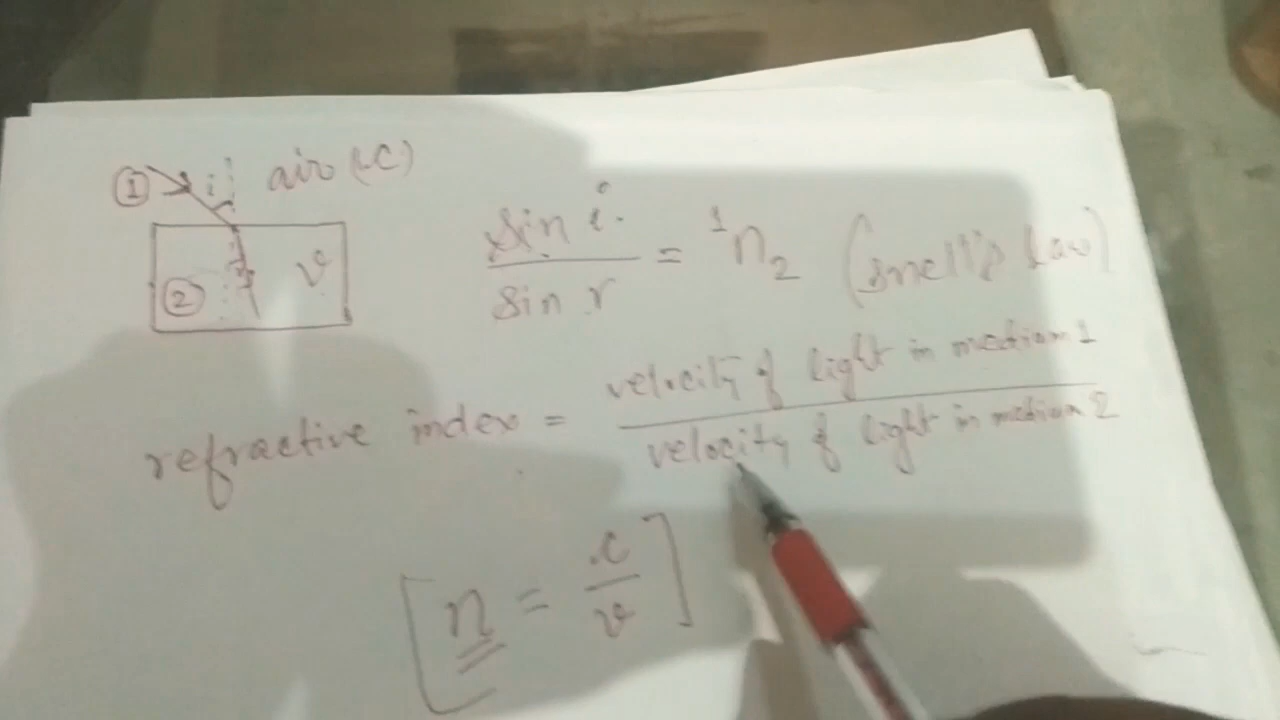 ① i air (c)
② v
sin i / sin r = ¹n₂ (Snell's law)
refractive index = velocity of light in medium 1 / velocity of light in medium 2
[n = c / v]